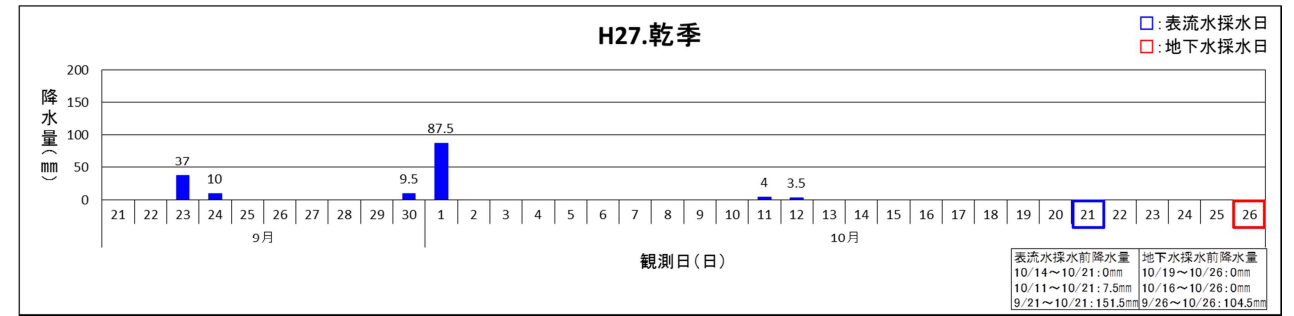 H27.乾季
□:表流水採水日
□:地下水採水日
降水量(㎜)
200
150
100
50
0
37
10
9.5
87.5
4
3.5
21 22 23 24 25 26 27 28 29 30 1 2 3 4 5 6 7 8 9 10 11 12 13 14 15 16 17 18 19 20 21 22 23 24 25 26
9月 10月
観測日(日)
表流水採水前降水量 地下水採水前降水量
10/14～10/21:0㎜ 10/19～10/26:0㎜
10/11～10/21:7.5㎜ 10/16～10/26:0㎜
9/21～10/21:151.5㎜ 9/26～10/26:104.5㎜